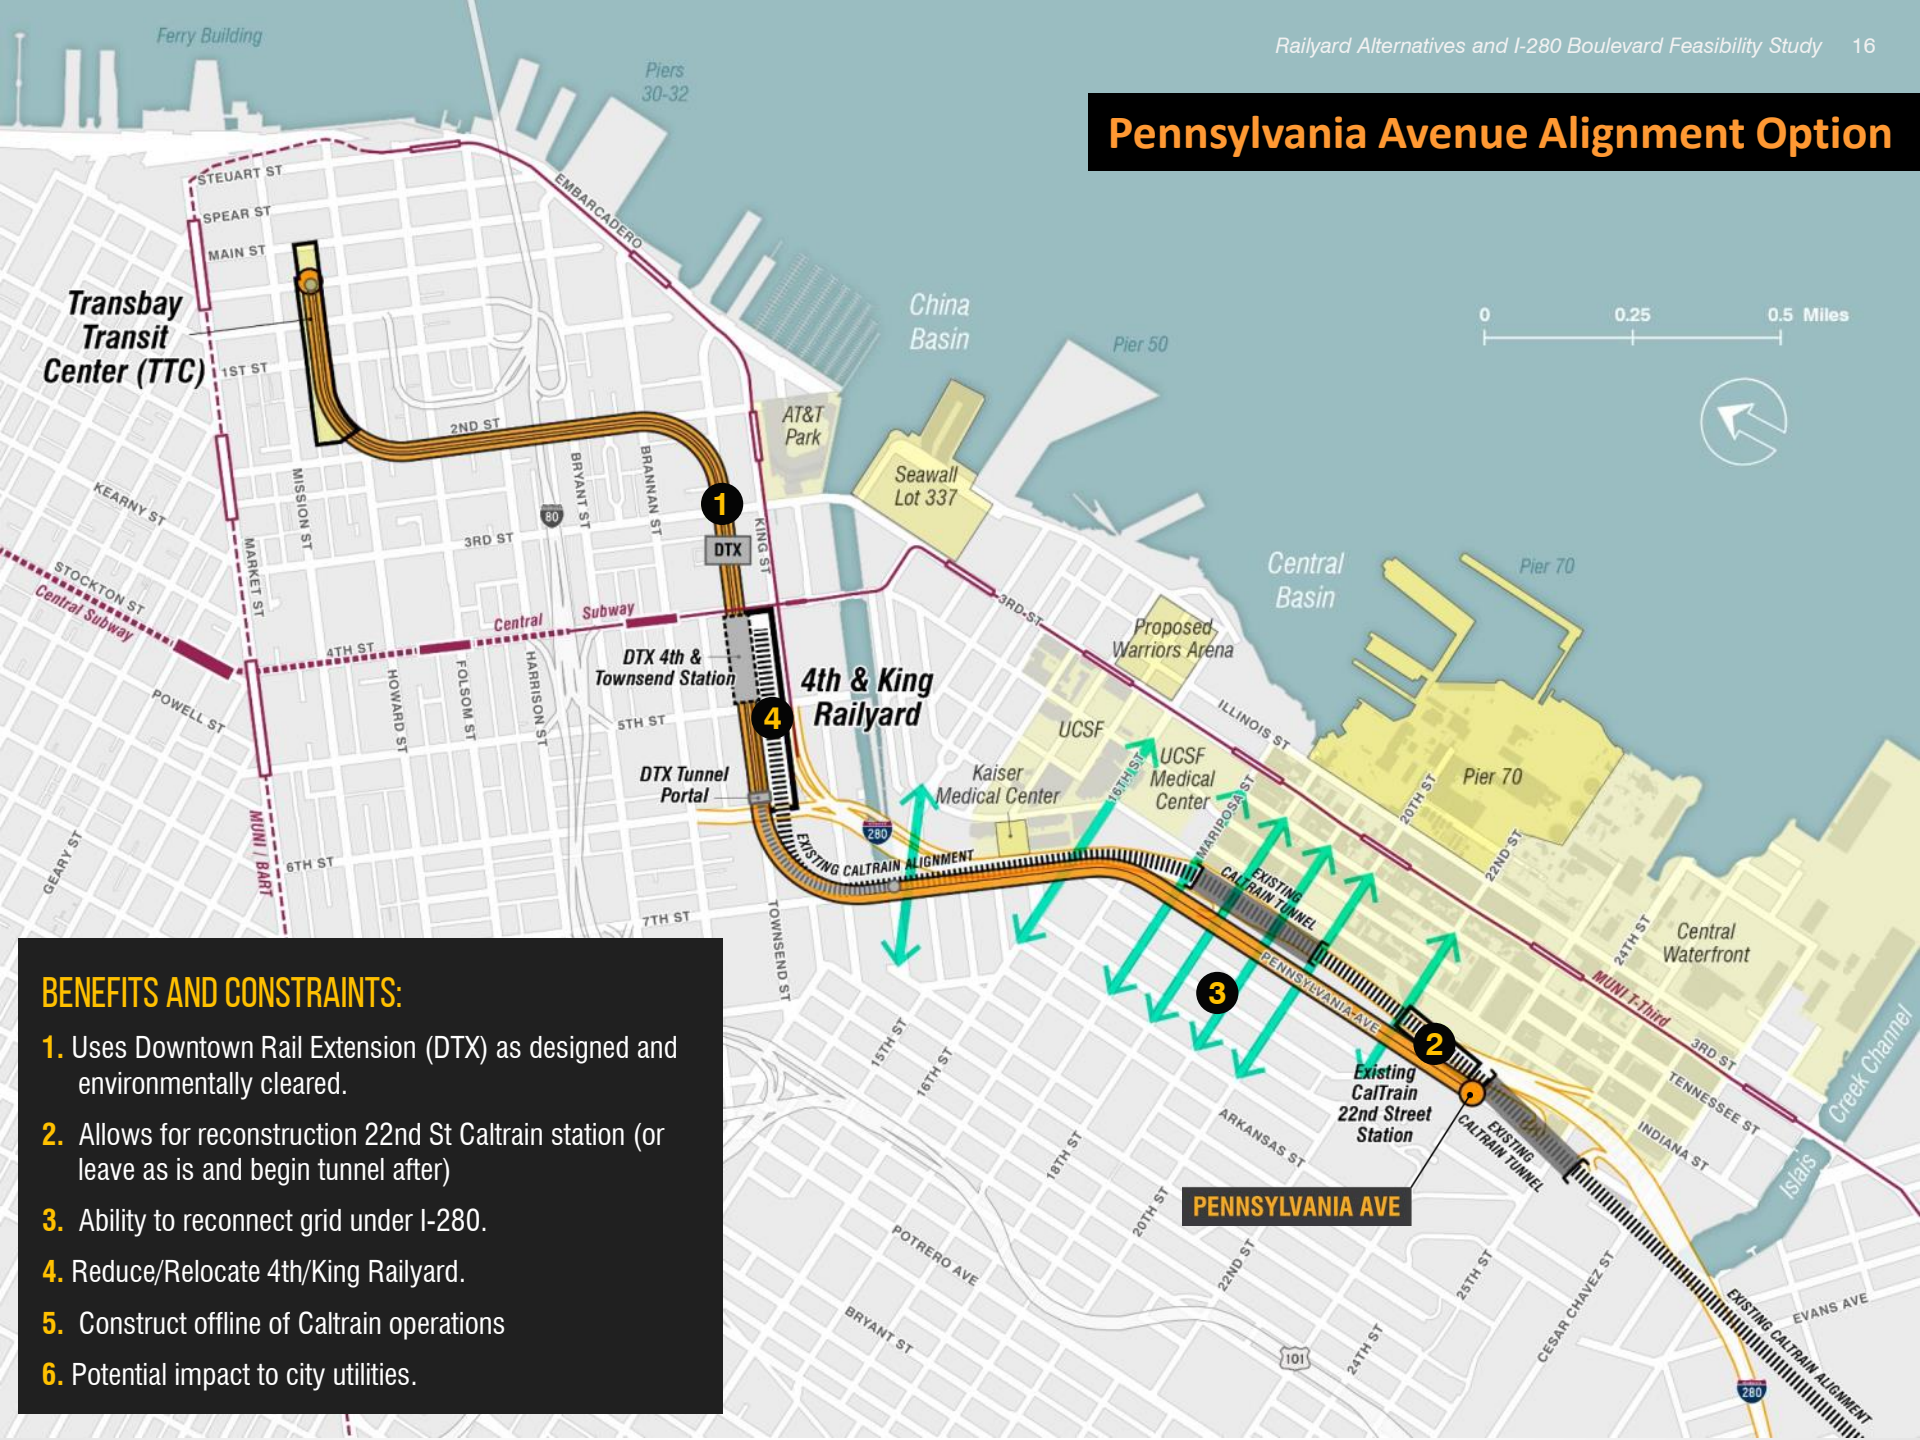 Railyard Alternatives and I-280 Boulevard Feasibility Study 16
Pennsylvania Avenue Alignment Option
Ferry Building
Piers
30-32
STEUART ST
SPEAR ST
MAIN ST
EMBARCADERO
Transbay
Transit
Center (TTC)
1ST ST
2ND ST
China
Basin
Pier 50
0 0.25 0.5 Miles
AT&T
Park
Seawall
Lot 337
KEARNY ST
MISSION ST
80
BRYANT ST
BRANNAN ST
1
DTX
KING ST
3RD ST
MARKET ST
STOCKTON ST
Central Subway
Central Subway
4TH ST
POWELL ST
HOWARD ST
FOLSOM ST
HARRISON ST
5TH ST
DTX 4th &
Townsend Station
4th & King
Railyard
4
DTX Tunnel
Portal
Central
Basin
Pier 70
3RD ST
Proposed
Warriors Arena
ILLINOIS ST
UCSF
UCSF
Medical
Center
16TH ST
MARIPOSA ST
Kaiser
Medical Center
280
Pier 70
20TH ST
22ND ST
GEARY ST
MUNI / BART
6TH ST
7TH ST
TOWNSEND ST
EXISTING CALTRAIN ALIGNMENT
EXISTING
CALTRAIN TUNNEL
PENNSYLVANIA AVE
3
2
24TH ST
Central
Waterfront
MUNI T-Third
3RD ST
TENNESSEE ST
INDIANA ST
Creek Channel
Islais
15TH ST
16TH ST
18TH ST
20TH ST
22ND ST
ARKANSAS ST
Existing
CalTrain
22nd Street
Station
EXISTING
CALTRAIN TUNNEL
PENNSYLVANIA AVE
POTRERO AVE
BRYANT ST
101
24TH ST
25TH ST
CESAR CHAVEZ ST
EVANS AVE
EXISTING CALTRAIN ALIGNMENT
280
BENEFITS AND CONSTRAINTS:
1. Uses Downtown Rail Extension (DTX) as designed and
environmentally cleared.
2. Allows for reconstruction 22nd St Caltrain station (or
leave as is and begin tunnel after)
3. Ability to reconnect grid under I-280.
4. Reduce/Relocate 4th/King Railyard.
5. Construct offline of Caltrain operations
6. Potential impact to city utilities.